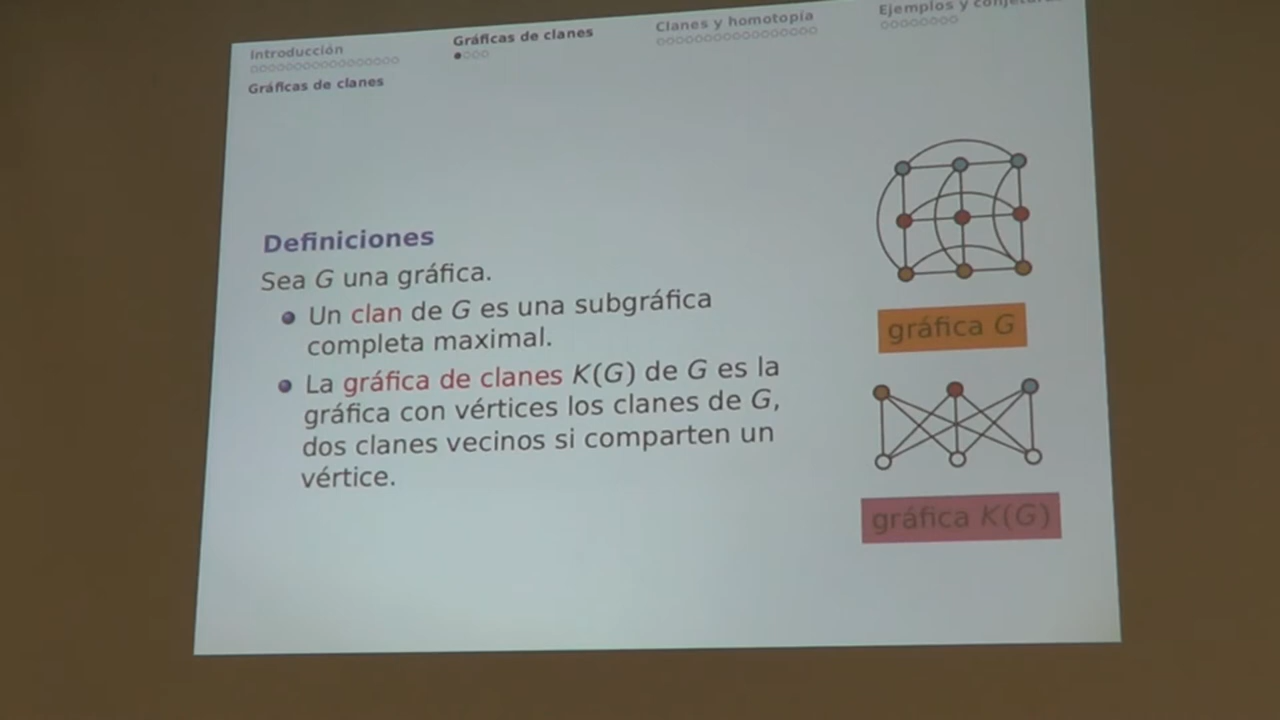 Introducción
Gráficas de clanes
Clanes y homotopía
Ejemplos y conjeturas
Gráficas de clanes
Definiciones
Sea G una gráfica.
Un clan de G es una subgráfica
completa maximal.
La gráfica de clanes K(G) de G es la
gráfica con vértices los clanes de G,
dos clanes vecinos si comparten un
vértice.
gráfica G
gráfica K(G)